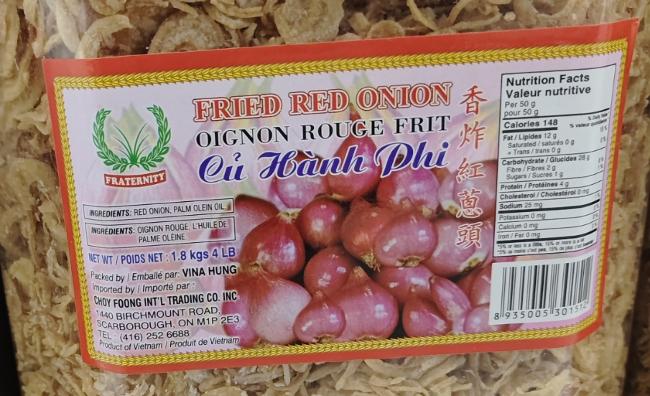 FRATERNITY
FRIED RED ONION
OIGNON ROUGE FRIT
Củ Hành Phi
香炸紅蔥頭
INGREDIENTS: RED ONION, PALM OLEIN OIL
INGREDIENTS: OIGNON ROUGE, L'HUILE DE
PALME OLÉINE
NET WT / POIDS NET : 1.8 kgs 4 LB
Packed by / Emballé par: VINA HUNG
Imported by / Importé par :
CHOY FOONG INT'L TRADING CO. INC
1440 BIRCHMOUNT ROAD,
SCARBOROUGH, ON M1P 2E3
TEL : (416) 252 6688
Product of Vietnam / Produit de Vietnam
Nutrition Facts
Valeur nutritive
Per 50 g
pour 50 g
Calories 148
Fat / Lipides 12 g
Saturated / saturés 0 g
+ Trans / trans 0 g
Carbohydrate / Glucides 28 g
Fibre / Fibres 2 g
Sugars / Sucres 1 g
Protein / Protéines 4 g
Cholesterol / Cholestérol 0 mg
Sodium 25 mg
Potassium 0 mg
Calcium 0 mg
Iron / Fer 0 mg
8 935005 30151